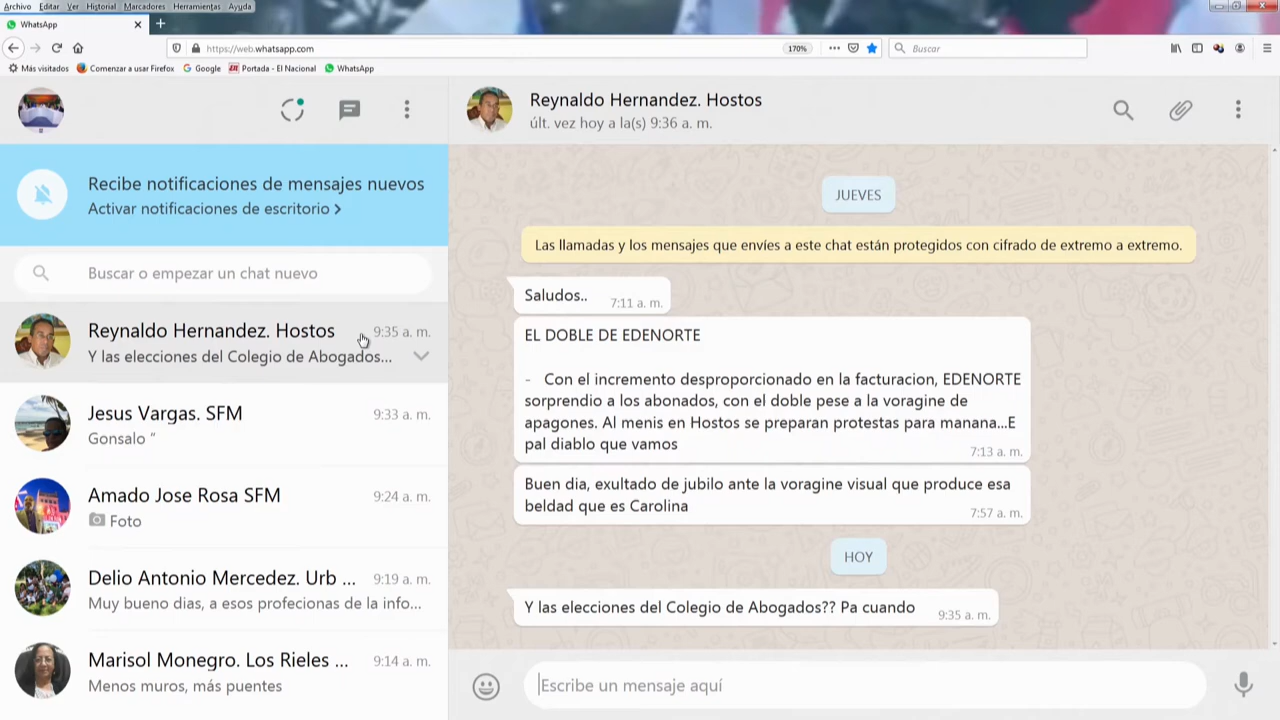 Archivo Editar Ver Historial Marcadores Herramientas Ayuda
WhatsApp
https://web.whatsapp.com
170%
Buscar
Más visitados Comenzar a usar Firefox Google Portada - El Nacional WhatsApp
Recibe notificaciones de mensajes nuevos
Activar notificaciones de escritorio >
Buscar o empezar un chat nuevo
Reynaldo Hernandez. Hostos 9:35 a. m.
Y las elecciones del Colegio de Abogados...
Jesus Vargas. SFM 9:33 a. m.
Gonsalo "
Amado Jose Rosa SFM 9:24 a. m.
Foto
Delio Antonio Mercedez. Urb ... 9:19 a. m.
Muy bueno dias, a esos profecionas de la info...
Marisol Monegro. Los Rieles ... 9:14 a. m.
Menos muros, más puentes
Reynaldo Hernandez. Hostos
últ. vez hoy a la(s) 9:36 a. m.
JUEVES
Las llamadas y los mensajes que envíes a este chat están protegidos con cifrado de extremo a extremo.
Saludos.. 7:11 a. m.
EL DOBLE DE EDENORTE
- Con el incremento desproporcionado en la facturacion, EDENORTE
sorprendio a los abonados, con el doble pese a la voragine de
apagones. Al menis en Hostos se preparan protestas para manana...E
pal diablo que vamos
7:13 a. m.
Buen dia, exultado de jubilo ante la voragine visual que produce esa
beldad que es Carolina
7:57 a. m.
HOY
Y las elecciones del Colegio de Abogados?? Pa cuando 9:35 a. m.
Escribe un mensaje aquí